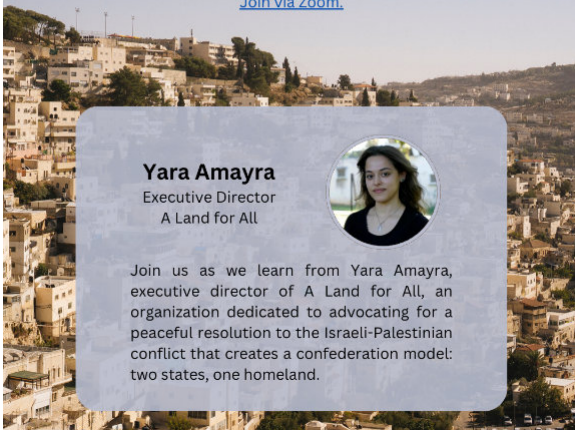 Join via Zoom.
Yara Amayra
Executive Director
A Land for All
Join us as we learn from Yara Amayra,
executive director of A Land for All, an
organization dedicated to advocating for a
peaceful resolution to the Israeli-Palestinian
conflict that creates a confederation model:
two states, one homeland.